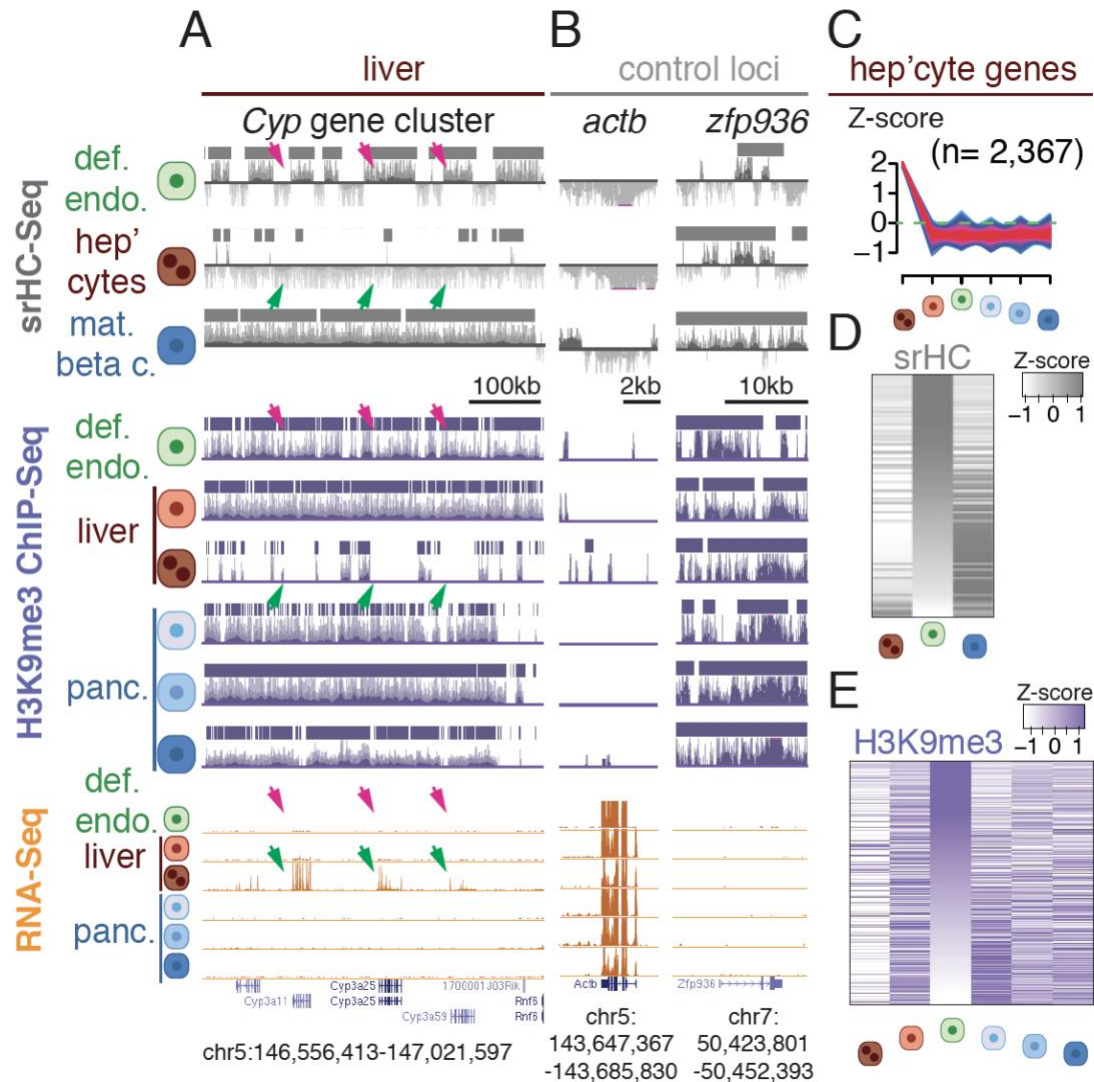 A
B
C
liver
control loci
hep'cyte genes
Cyp gene cluster
actb
zfp936
Z-score
(n= 2,367)
2
1
0
−1
srHC-Seq
def.
endo.
hep'
cytes
mat.
beta c.
100kb
2kb
10kb
D
srHC
Z-score
−1 0 1
H3K9me3 ChIP-Seq
def.
endo.
liver
panc.
E
H3K9me3
Z-score
−1 0 1
RNA-Seq
def.
endo.
liver
panc.
Cyp3a11
Cyp3a25
Cyp3a25
1700001J03Rik
Cyp3a59
Rnf6
Rnf6
Actb
Zfp936
chr5:146,556,413-147,021,597
chr5:
143,647,367
-143,685,830
chr7:
50,423,801
-50,452,393